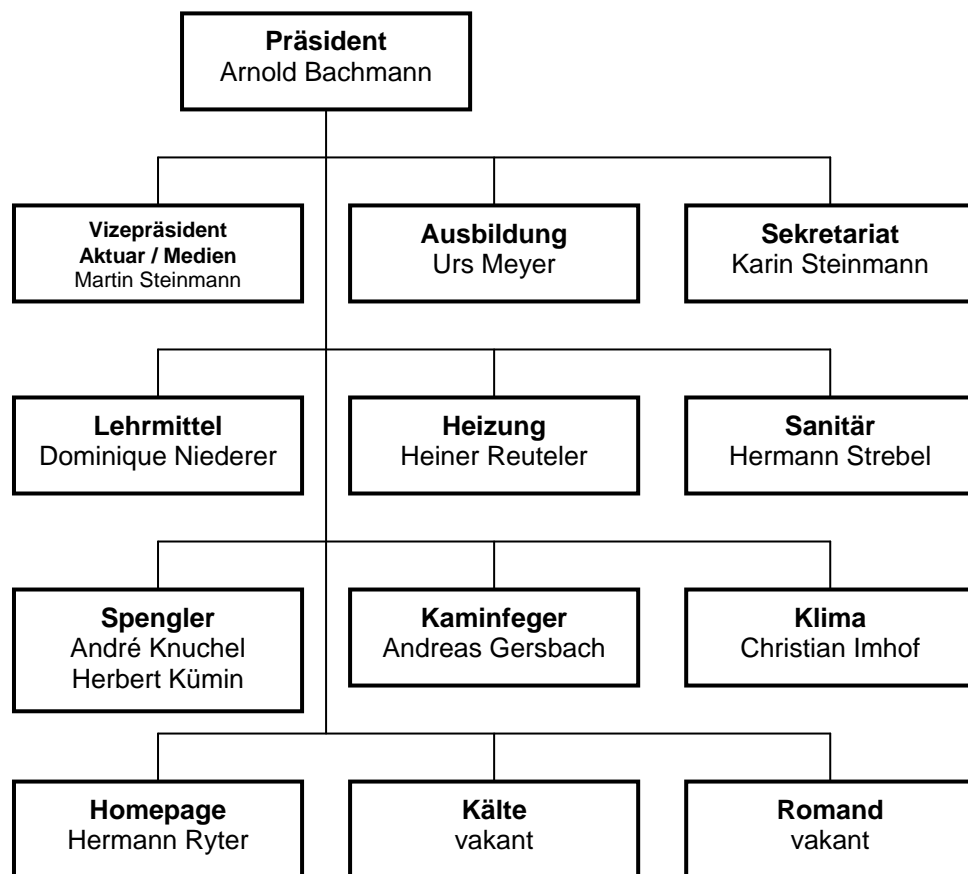 Präsident
Arnold Bachmann
Vizepräsident
Aktuar / Medien
Martin Steinmann
Ausbildung
Urs Meyer
Sekretariat
Karin Steinmann
Lehrmittel
Dominique Niederer
Heizung
Heiner Reuteler
Sanitär
Hermann Strebel
Spengler
André Knuchel
Herbert Kümin
Kaminfeger
Andreas Gersbach
Klima
Christian Imhof
Homepage
Hermann Ryter
Kälte
vakant
Romand
vakant